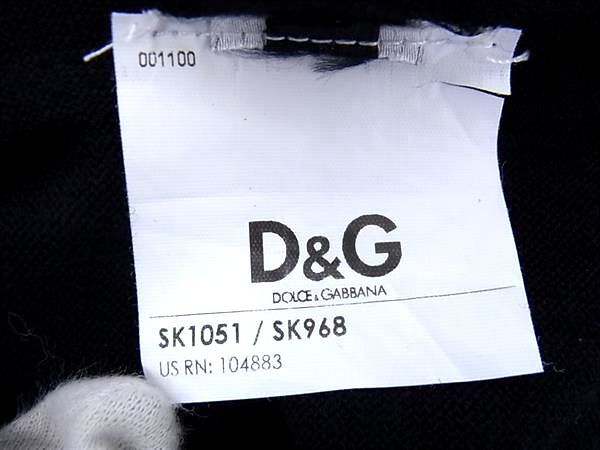 001100
D&G
DOLCE & GABBANA
SK1051 / SK968
US RN: 104883